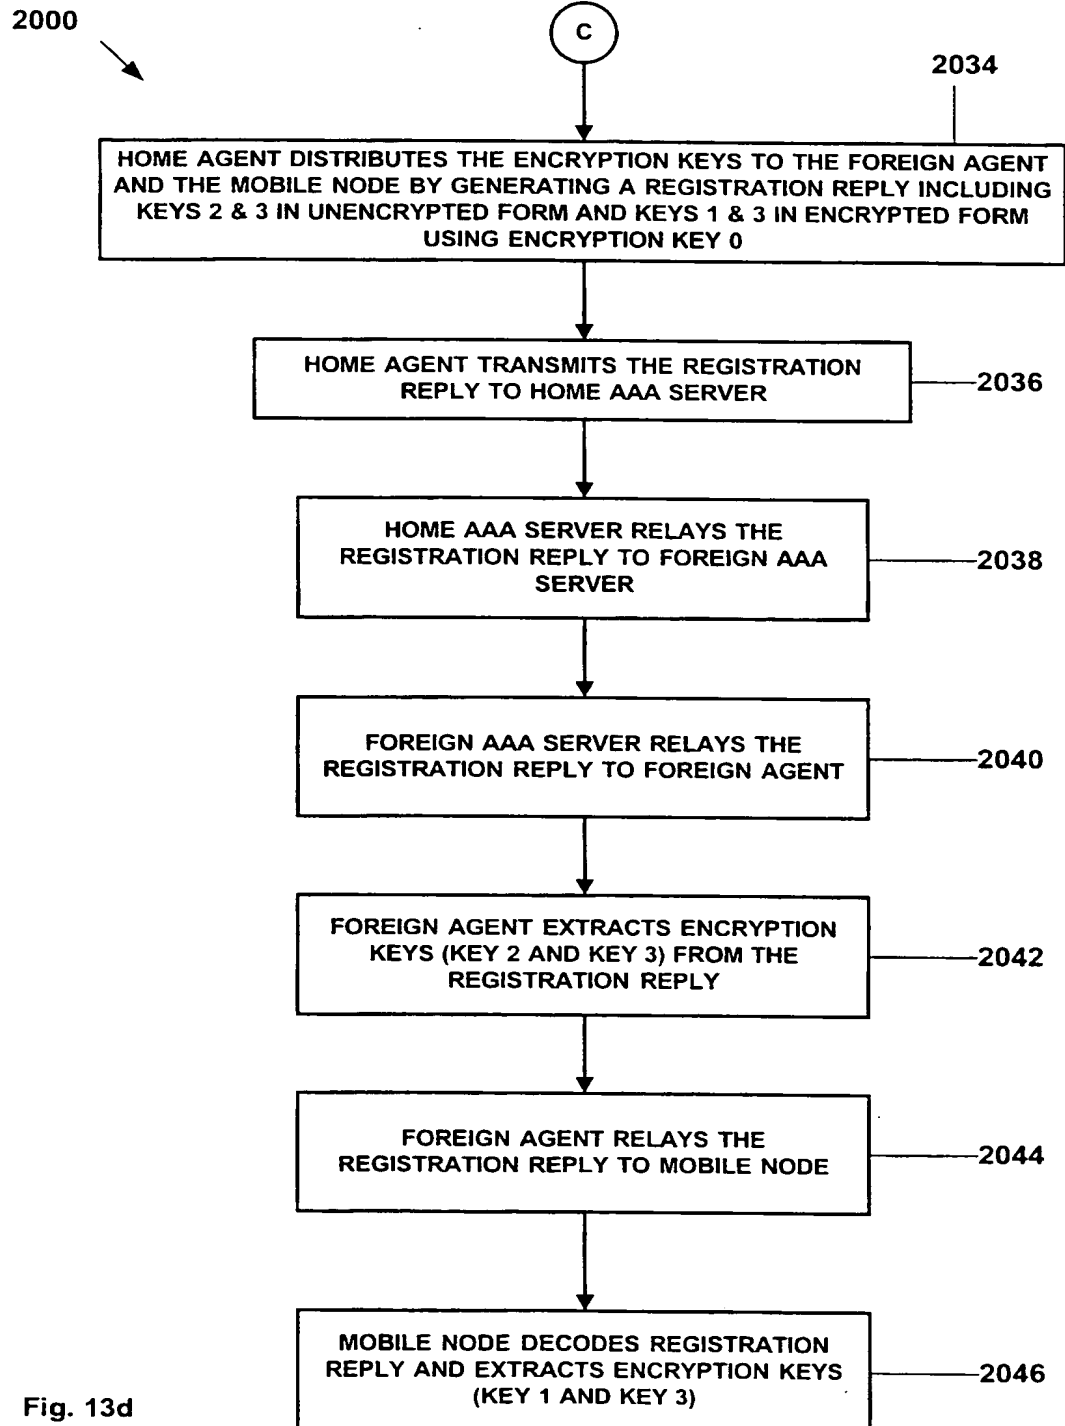 2000
C
2034
HOME AGENT DISTRIBUTES THE ENCRYPTION KEYS TO THE FOREIGN AGENT
AND THE MOBILE NODE BY GENERATING A REGISTRATION REPLY INCLUDING
KEYS 2 & 3 IN UNENCRYPTED FORM AND KEYS 1 & 3 IN ENCRYPTED FORM
USING ENCRYPTION KEY 0
HOME AGENT TRANSMITS THE REGISTRATION
REPLY TO HOME AAA SERVER
2036
HOME AAA SERVER RELAYS THE
REGISTRATION REPLY TO FOREIGN AAA
SERVER
2038
FOREIGN AAA SERVER RELAYS THE
REGISTRATION REPLY TO FOREIGN AGENT
2040
FOREIGN AGENT EXTRACTS ENCRYPTION
KEYS (KEY 2 AND KEY 3) FROM THE
REGISTRATION REPLY
2042
FOREIGN AGENT RELAYS THE
REGISTRATION REPLY TO MOBILE NODE
2044
MOBILE NODE DECODES REGISTRATION
REPLY AND EXTRACTS ENCRYPTION KEYS
(KEY 1 AND KEY 3)
2046
Fig. 13d